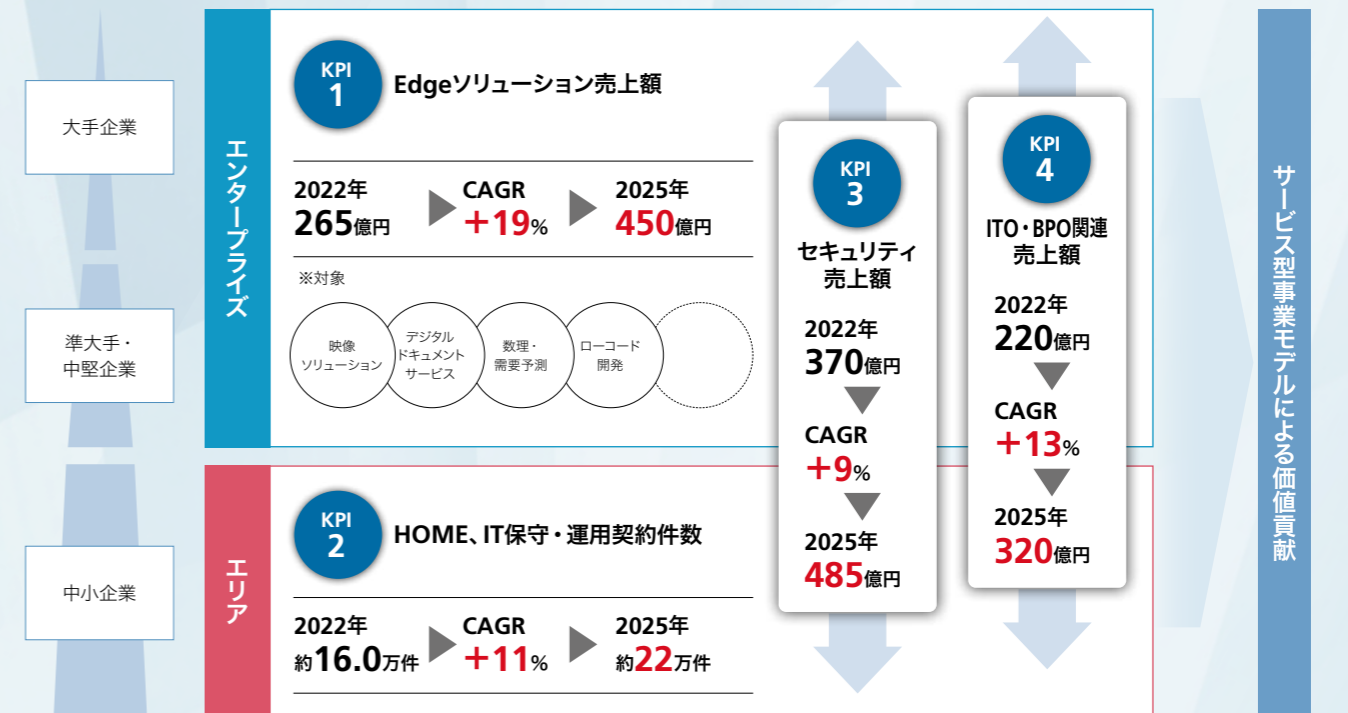 大手企業
準大手・
中堅企業
中小企業
エンタープライズ
KPI
1
Edgeソリューション売上額
2022年
265億円
CAGR
＋19%
2025年
450億円
※対象
映像
ソリューション
デジタル
ドキュメント
サービス
数理・
需要予測
ローコード
開発
エリア
KPI
2
HOME、IT保守・運用契約件数
2022年
約16.0万件
CAGR
＋11%
2025年
約22万件
KPI
3
セキュリティ
売上額
2022年
370億円
CAGR
＋9%
2025年
485億円
KPI
4
ITO・BPO関連
売上額
2022年
220億円
CAGR
＋13%
2025年
320億円
サービス型事業モデルによる価値貢献